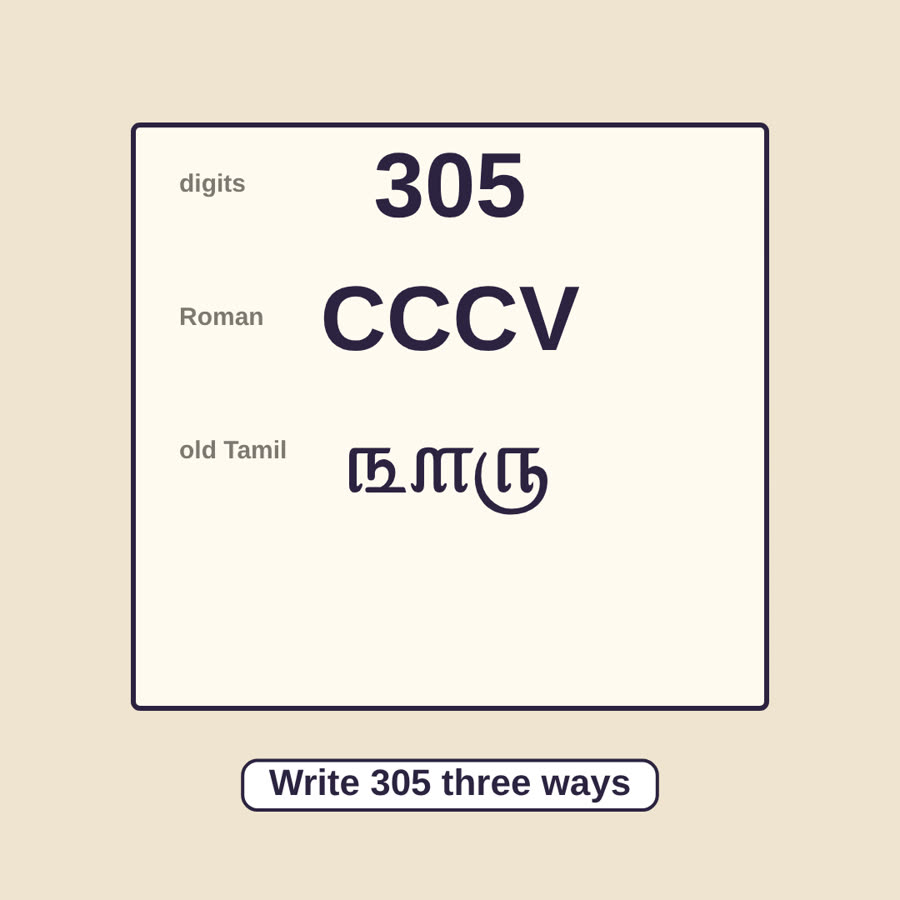 digits 305
Roman CCCV
old Tamil ௩௱௫
Write 305 three ways